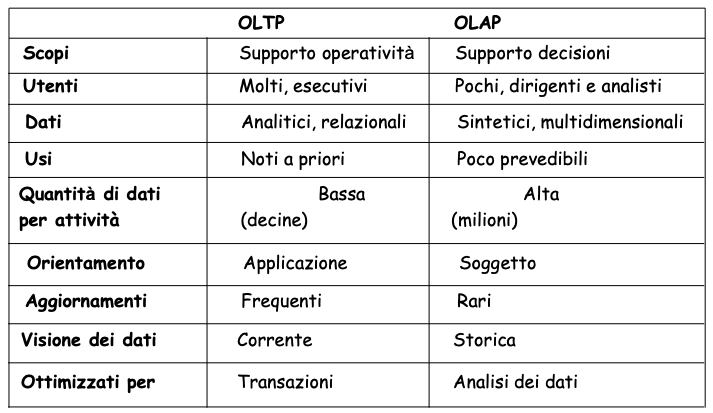 OLTP OLAP
Scopi Supporto operatività Supporto decisioni
Utenti Molti, esecutivi Pochi, dirigenti e analisti
Dati Analitici, relazionali Sintetici, multidimensionali
Usi Noti a priori Poco prevedibili
Quantità di dati Bassa Alta
per attività (decine) (milioni)
Orientamento Applicazione Soggetto
Aggiornamenti Frequenti Rari
Visione dei dati Corrente Storica
Ottimizzati per Transazioni Analisi dei dati